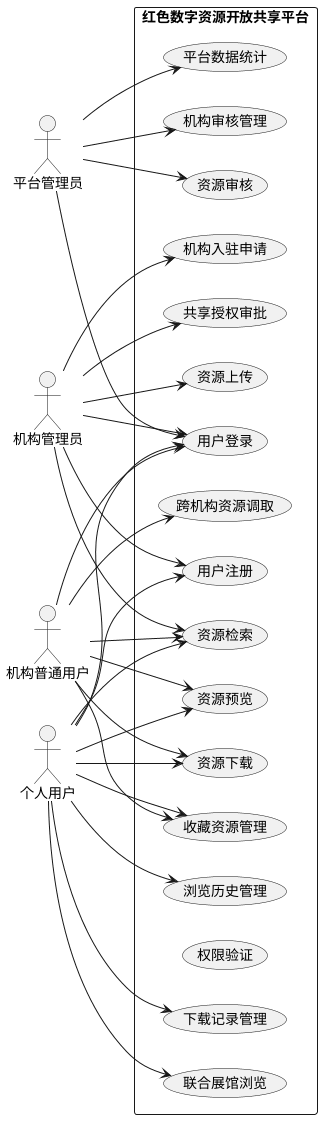 红色数字资源开放共享平台
平台数据统计
机构审核管理
平台管理员
资源审核
机构入驻申请
共享授权审批
资源上传
机构管理员
用户登录
跨机构资源调取
用户注册
资源检索
机构普通用户
资源预览
资源下载
个人用户
收藏资源管理
浏览历史管理
权限验证
下载记录管理
联合展馆浏览